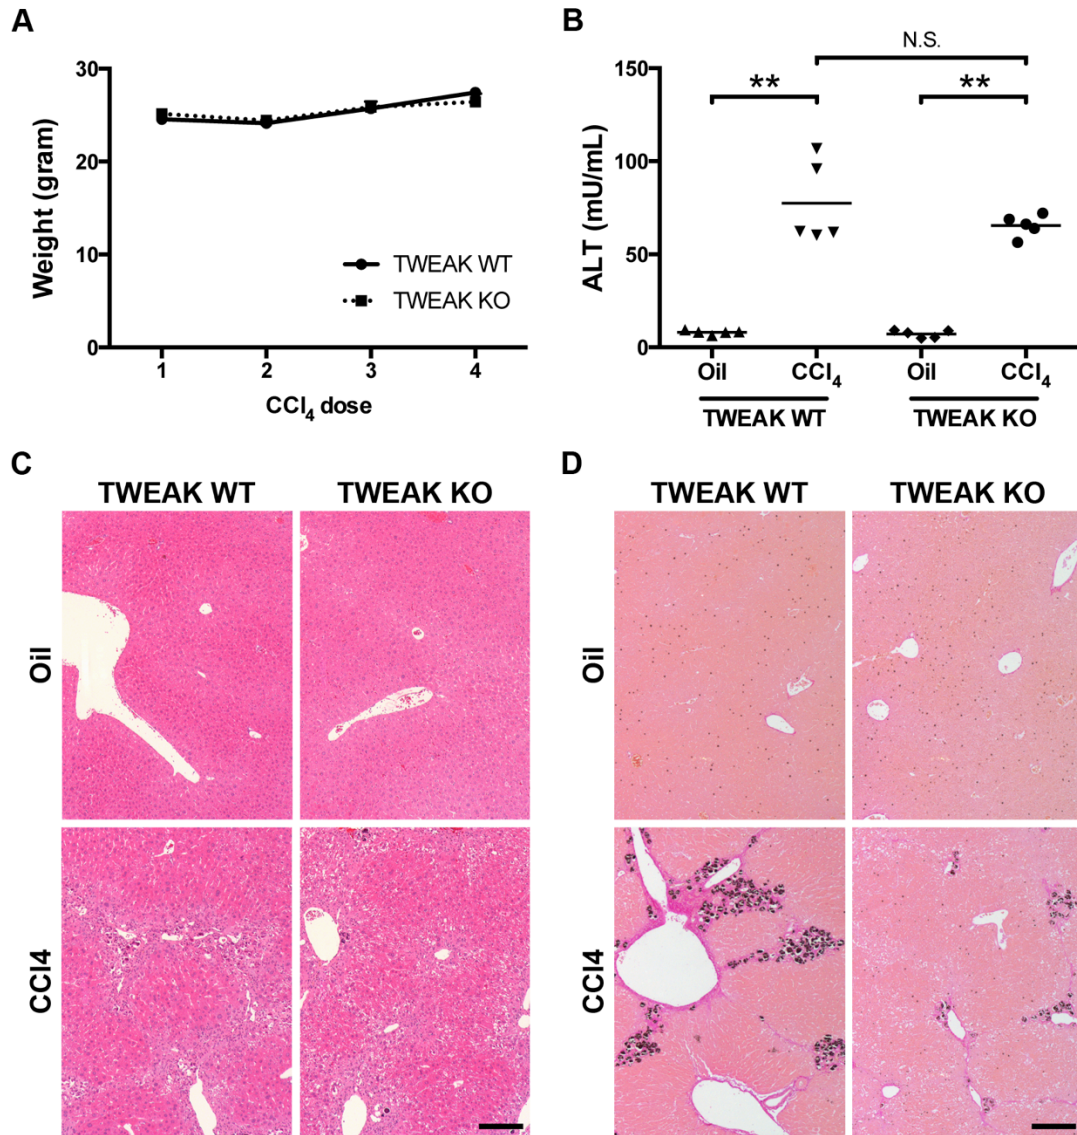 A
Weight (gram)
30
20
10
0
1 2 3 4
CCl₄ dose
TWEAK WT
TWEAK KO
B
N.S.
** **
ALT (mU/mL)
150
100
50
0
Oil CCl₄ Oil CCl₄
TWEAK WT TWEAK KO
C
TWEAK WT TWEAK KO
Oil
CCl4
D
TWEAK WT TWEAK KO
Oil
CCl4